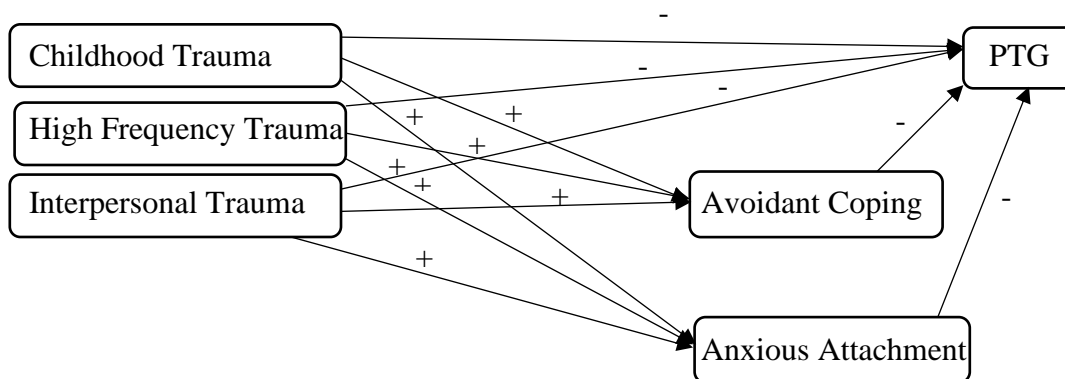 -
Childhood Trauma
PTG
-
-
High Frequency Trauma
+
+
-
+
+
+
Interpersonal Trauma
+
Avoidant Coping
-
+
Anxious Attachment